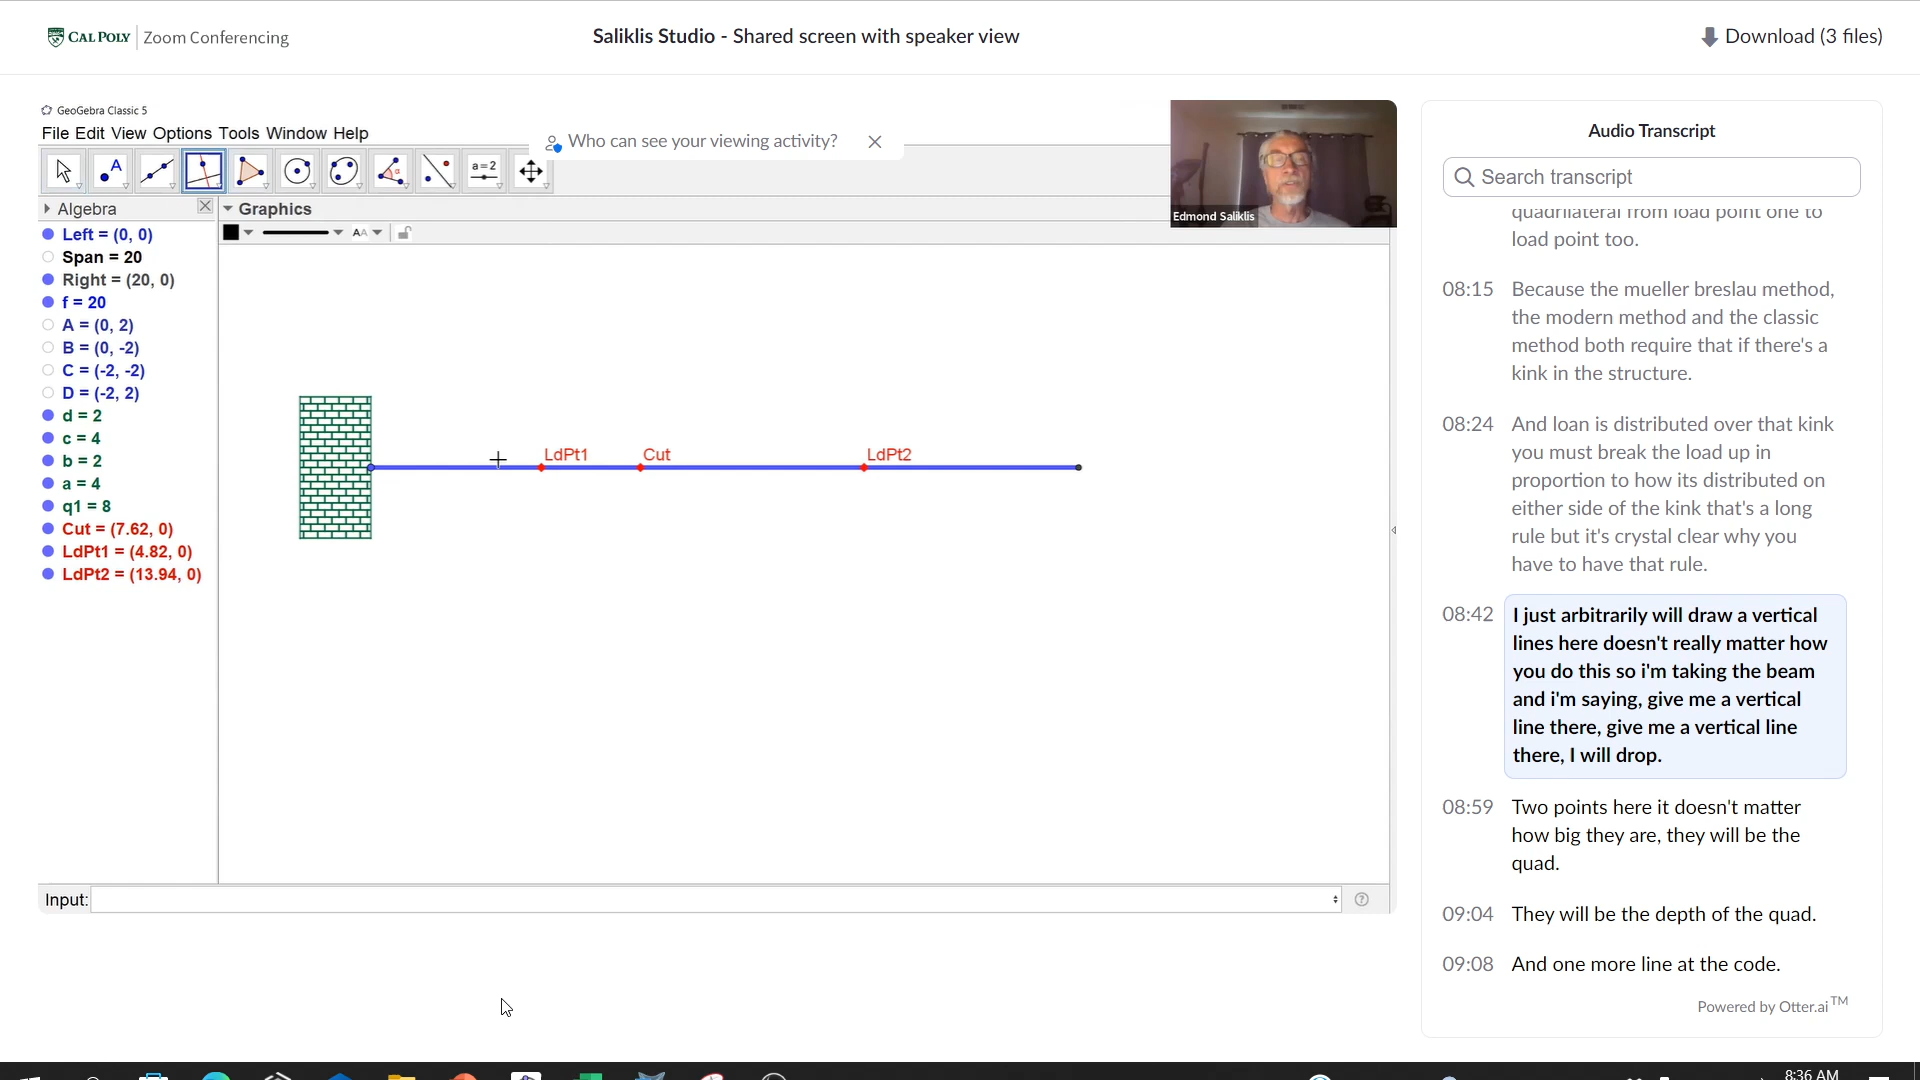 CAL POLY Zoom Conferencing
Saliklis Studio - Shared screen with speaker view
Download (3 files)
GeoGebra Classic 5
File Edit View Options Tools Window Help
Who can see your viewing activity?
A
α
a=2
Edmond Saliklis
Algebra
Graphics
AA
Left = (0, 0)
Span = 20
Right = (20, 0)
f = 20
A = (0, 2)
B = (0, -2)
C = (-2, -2)
D = (-2, 2)
d = 2
c = 4
b = 2
a = 4
q1 = 8
Cut = (7.62, 0)
LdPt1 = (4.82, 0)
LdPt2 = (13.94, 0)
LdPt1
Cut
LdPt2
Input:
Audio Transcript
Search transcript
quadrilateral from load point one to
load point too.
08:15 Because the mueller breslau method,
the modern method and the classic
method both require that if there's a
kink in the structure.
08:24 And loan is distributed over that kink
you must break the load up in
proportion to how its distributed on
either side of the kink that's a long
rule but it's crystal clear why you
have to have that rule.
08:42 I just arbitrarily will draw a vertical
lines here doesn't really matter how
you do this so i'm taking the beam
and i'm saying, give me a vertical
line there, give me a vertical line
there, I will drop.
08:59 Two points here it doesn't matter
how big they are, they will be the
quad.
09:04 They will be the depth of the quad.
09:08 And one more line at the code.
Powered by Otter.ai™
8:36 AM